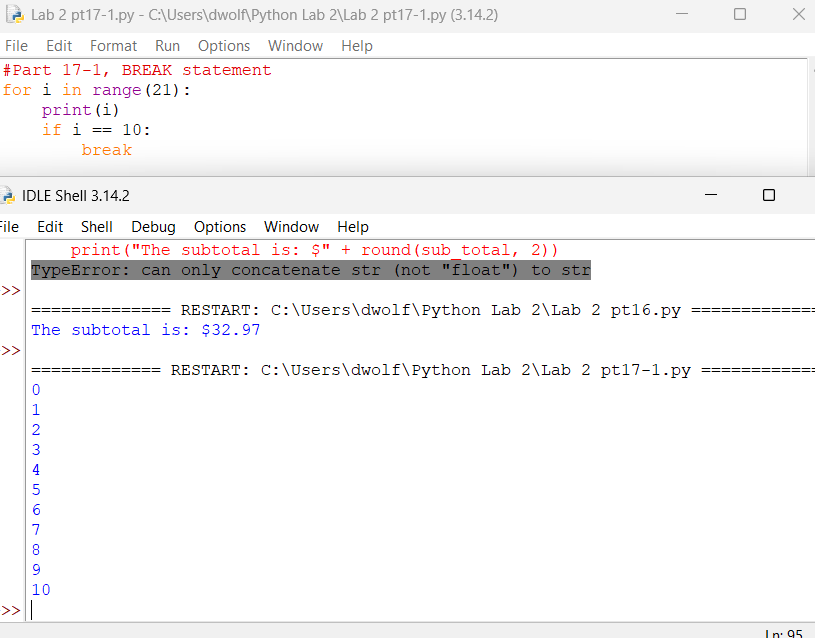 Lab 2 pt17-1.py - C:\Users\dwolf\Python Lab 2\Lab 2 pt17-1.py (3.14.2)
File Edit Format Run Options Window Help
#Part 17-1, BREAK statement
for i in range(21):
    print(i)
    if i == 10:
        break
IDLE Shell 3.14.2
File Edit Shell Debug Options Window Help
    print("The subtotal is: $" + round(sub_total, 2))
TypeError: can only concatenate str (not "float") to str
>>
============== RESTART: C:\Users\dwolf\Python Lab 2\Lab 2 pt16.py =============
The subtotal is: $32.97
>>
============= RESTART: C:\Users\dwolf\Python Lab 2\Lab 2 pt17-1.py ============
0
1
2
3
4
5
6
7
8
9
10
>>
Ln: 95